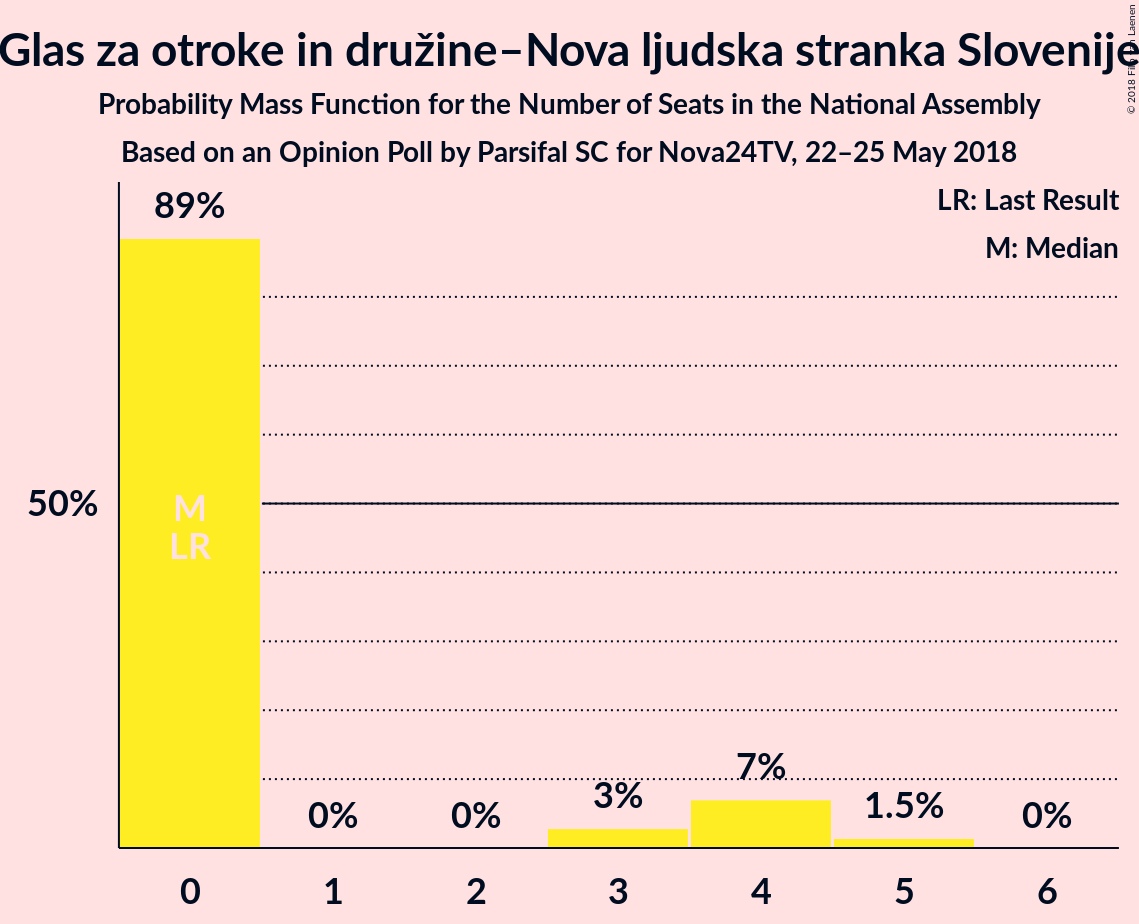 Glas za otroke in družine–Nova ljudska stranka Slovenije
Probability Mass Function for the Number of Seats in the National Assembly
Based on an Opinion Poll by Parsifal SC for Nova24TV, 22–25 May 2018
© 2018 Filip van Laenen
LR: Last Result
M: Median
89%
50%
M
LR
0%
0%
3%
7%
1.5%
0%
0
1
2
3
4
5
6